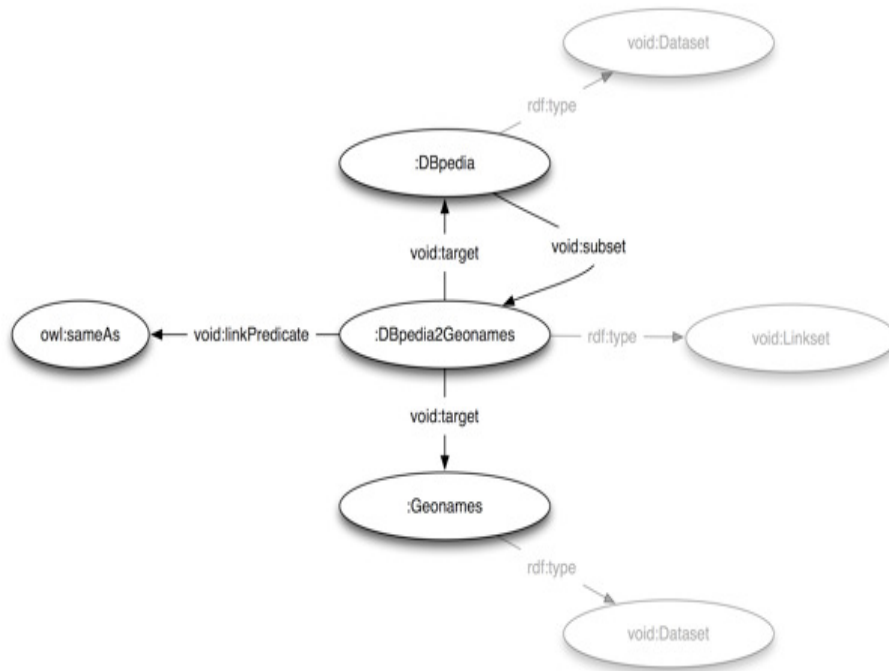 void:Dataset
rdf:type
:DBpedia
void:target
void:subset
owl:sameAs
void:linkPredicate
:DBpedia2Geonames
rdf:type
void:Linkset
void:target
:Geonames
rdf:type
void:Dataset